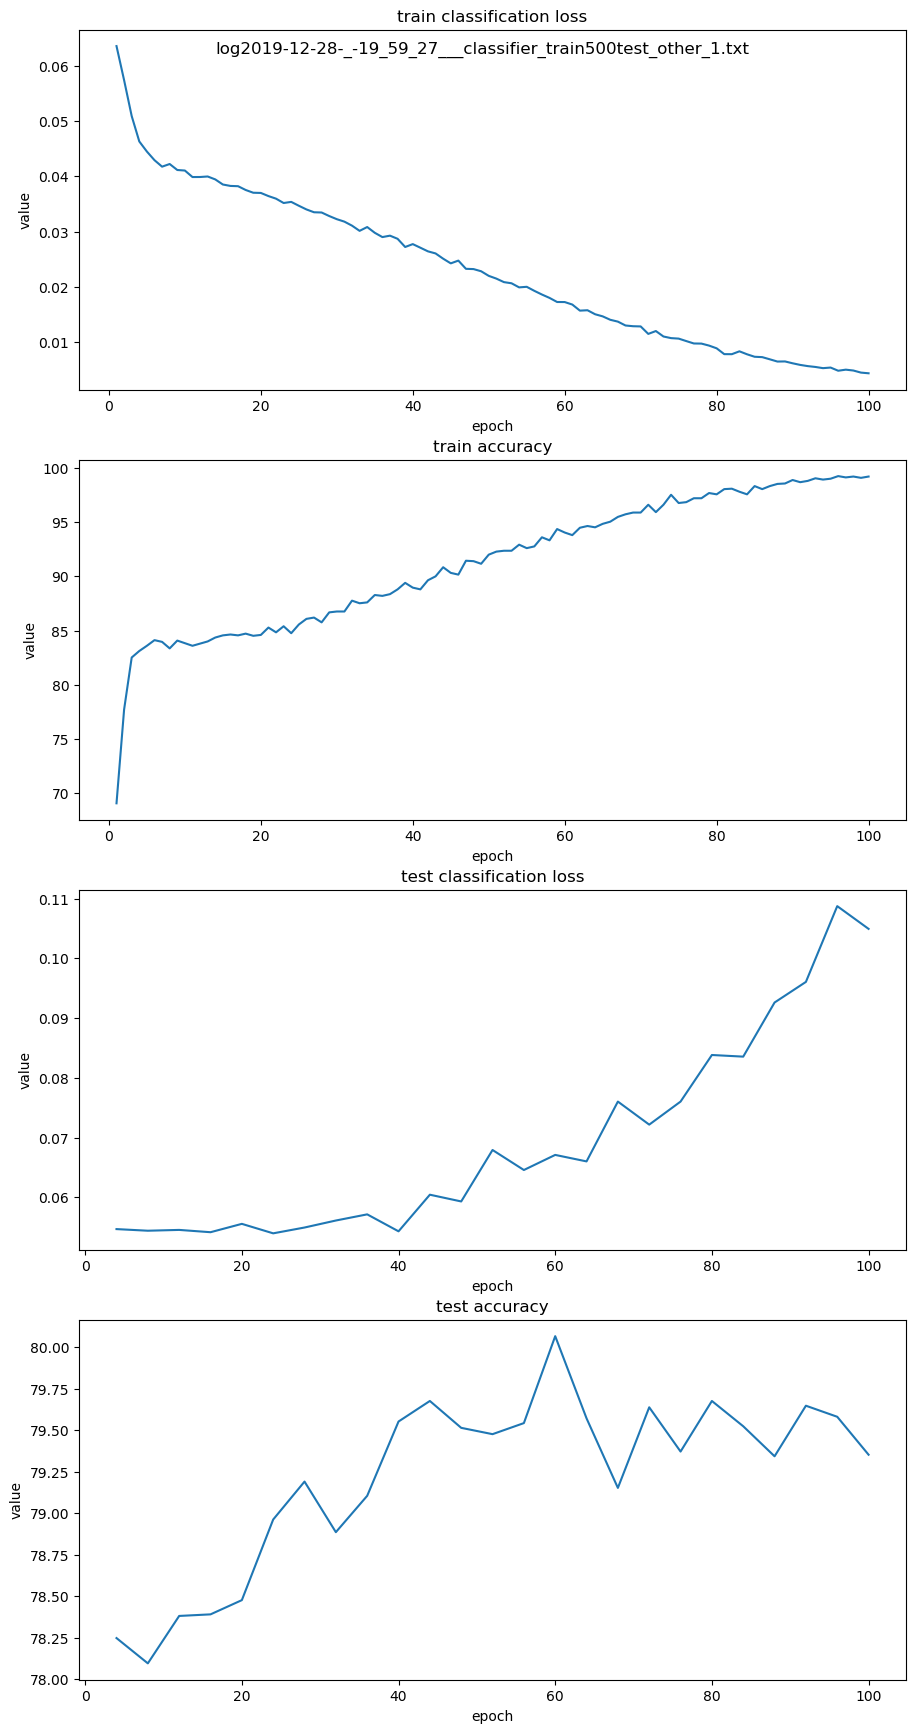 train classification loss
log2019-12-28-_-19_59_27___classifier_train500test_other_1.txt
0.06
0.05
0.04
0.03
0.02
0.01
value
0 20 40 60 80 100
epoch
train accuracy
100
95
90
85
80
75
70
value
0 20 40 60 80 100
epoch
test classification loss
0.11
0.10
0.09
0.08
0.07
0.06
value
0 20 40 60 80 100
epoch
test accuracy
80.00
79.75
79.50
79.25
79.00
78.75
78.50
78.25
78.00
value
0 20 40 60 80 100
epoch